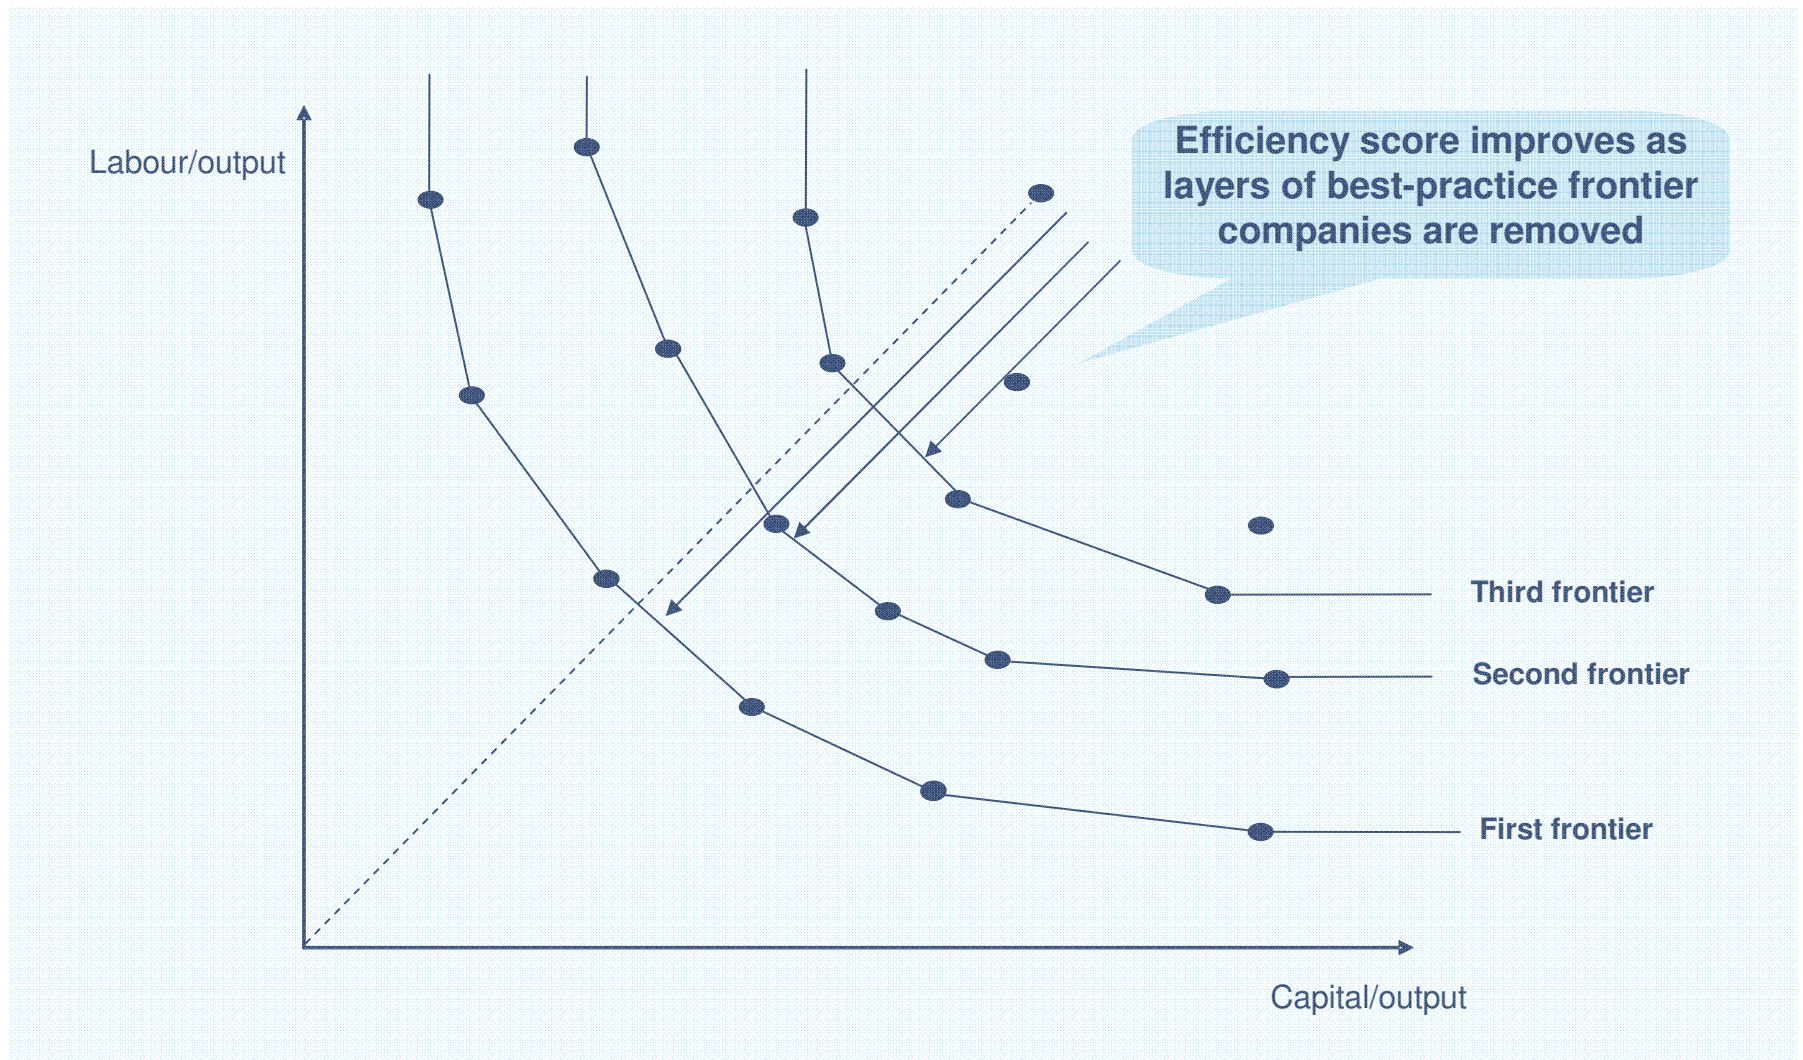 Labour/output
Efficiency score improves as
layers of best-practice frontier
companies are removed
Third frontier
Second frontier
First frontier
Capital/output